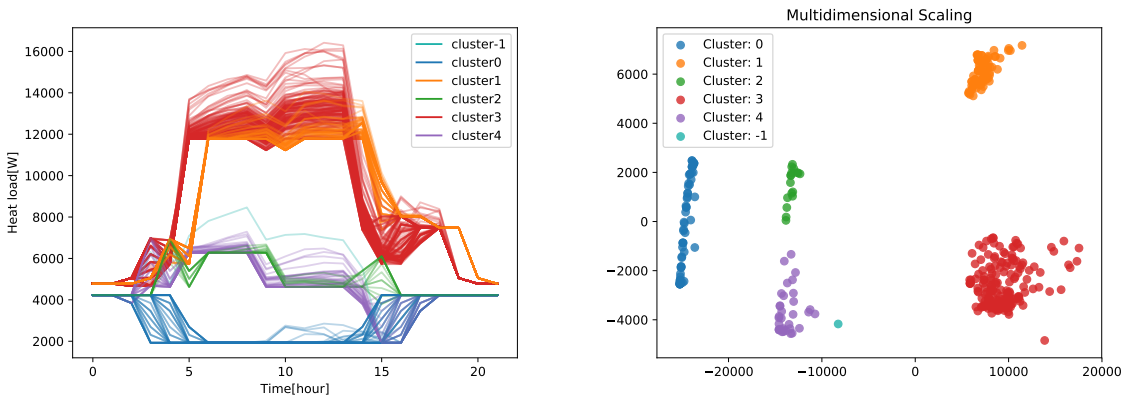 16000
14000
12000
10000
8000
6000
4000
2000
Heat load[W]
0
5
10
15
20
Time[hour]
cluster-1
cluster0
cluster1
cluster2
cluster3
cluster4
Multidimensional Scaling
6000
4000
2000
0
−2000
−4000
−20000
−10000
0
10000
20000
Cluster: 0
Cluster: 1
Cluster: 2
Cluster: 3
Cluster: 4
Cluster: -1